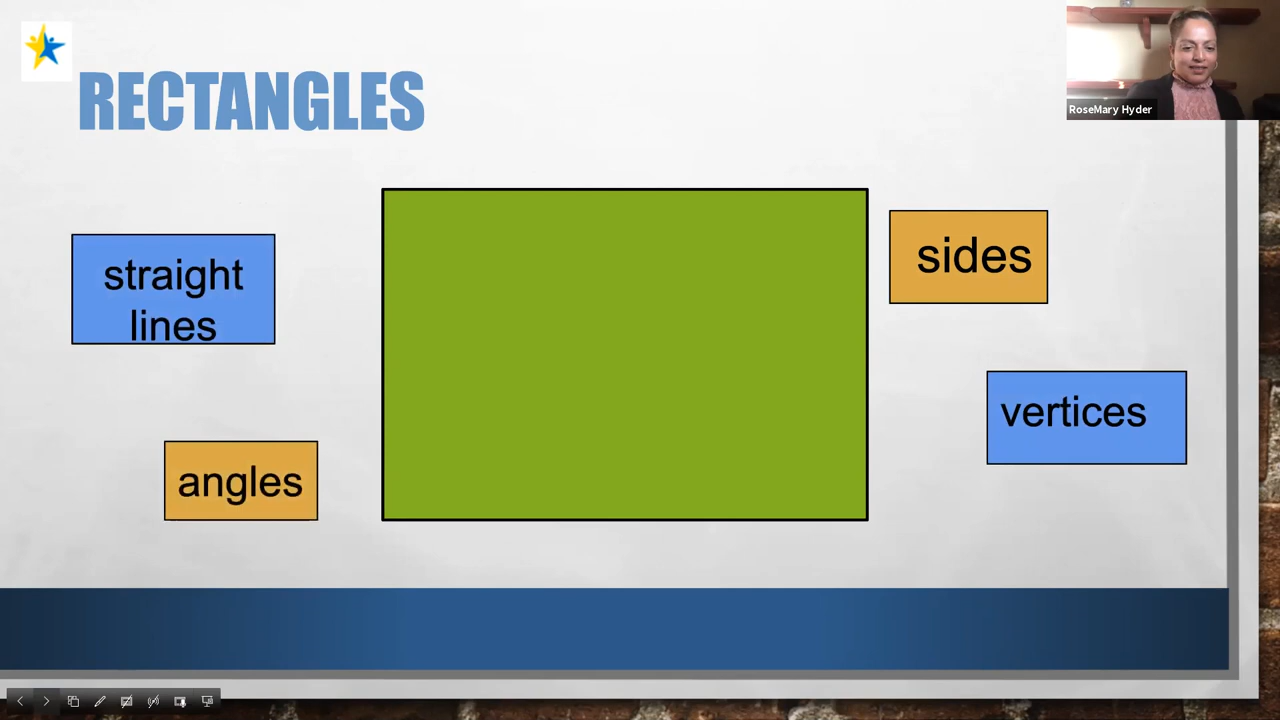 RECTANGLES
RoseMary Hyder
straight
lines
sides
vertices
angles